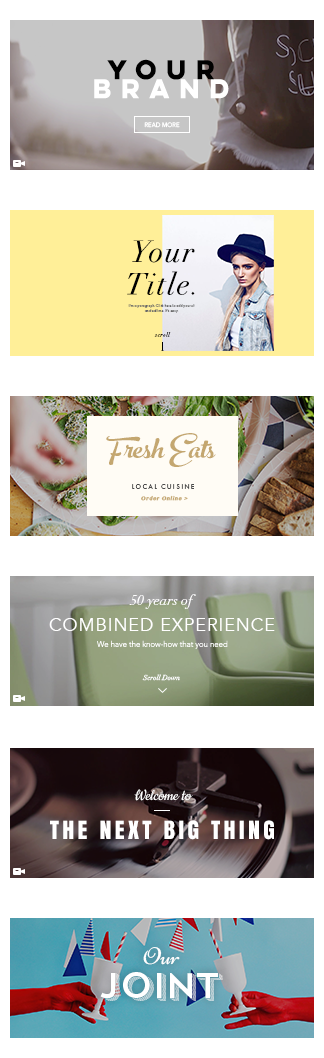 YOUR
BRAND
READ MORE
Your
Title.
scroll
Fresh Eats
LOCAL CUISINE
Order Online >
50 years of
COMBINED EXPERIENCE
We have the know-how that you need
Scroll Down
Welcome to
THE NEXT BIG THING
Our
JOINT